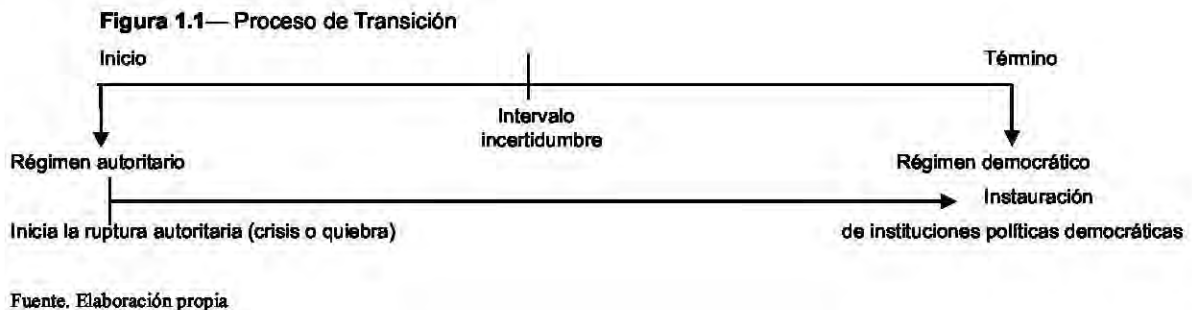 Figura 1.1— Proceso de Transición
Inicio
Término
Intervalo
incertidumbre
Régimen autoritario
Régimen democrático
Instauración
Inicia la ruptura autoritaria (crisis o quiebra)
de instituciones políticas democráticas
Fuente. Elaboración propia